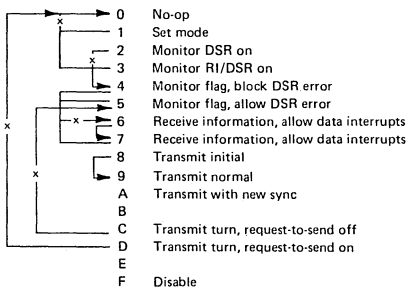 0 No-op
x
1 Set mode
2 Monitor DSR on
x
3 Monitor RI/DSR on
4 Monitor flag, block DSR error
5 Monitor flag, allow DSR error
x 6 Receive information, allow data interrupts
x
7 Receive information, allow data interrupts
8 Transmit initial
x
9 Transmit normal
A Transmit with new sync
B
C Transmit turn, request-to-send off
D Transmit turn, request-to-send on
E
F Disable